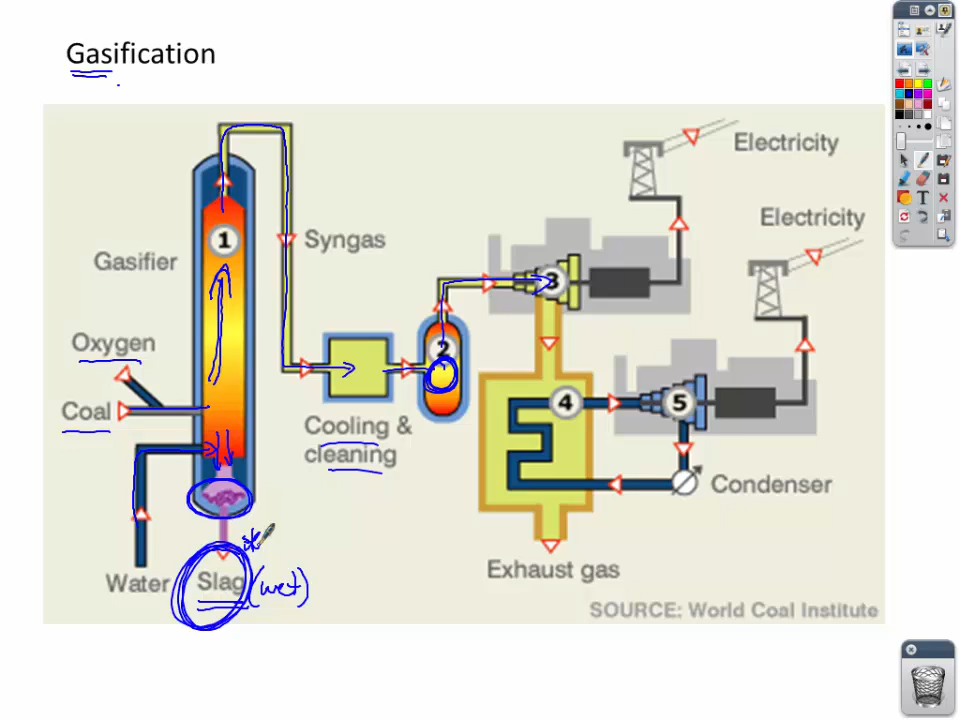 Gasification
Electricity
Electricity
1
Syngas
Gasifier
3
Oxygen
2
Coal
4
5
Cooling &
cleaning
Condenser
Water
Slag (wet)
Exhaust gas
SOURCE: World Coal Institute
T